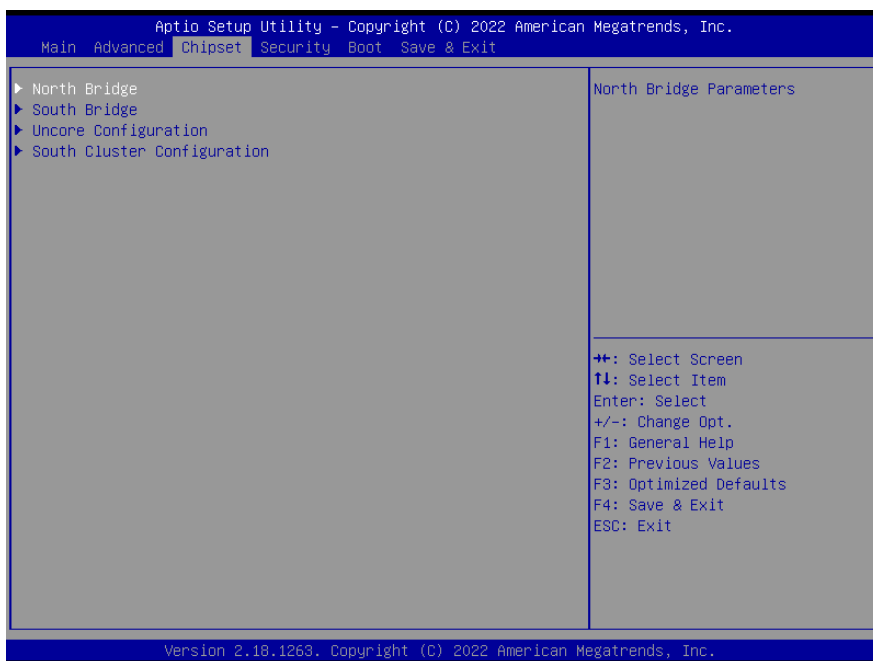 Aptio Setup Utility – Copyright (C) 2022 American Megatrends, Inc.
Main Advanced Chipset Security Boot Save & Exit
▶ North Bridge
▶ South Bridge
▶ Uncore Configuration
▶ South Cluster Configuration
North Bridge Parameters
→←: Select Screen
↑↓: Select Item
Enter: Select
+/-: Change Opt.
F1: General Help
F2: Previous Values
F3: Optimized Defaults
F4: Save & Exit
ESC: Exit
Version 2.18.1263. Copyright (C) 2022 American Megatrends, Inc.